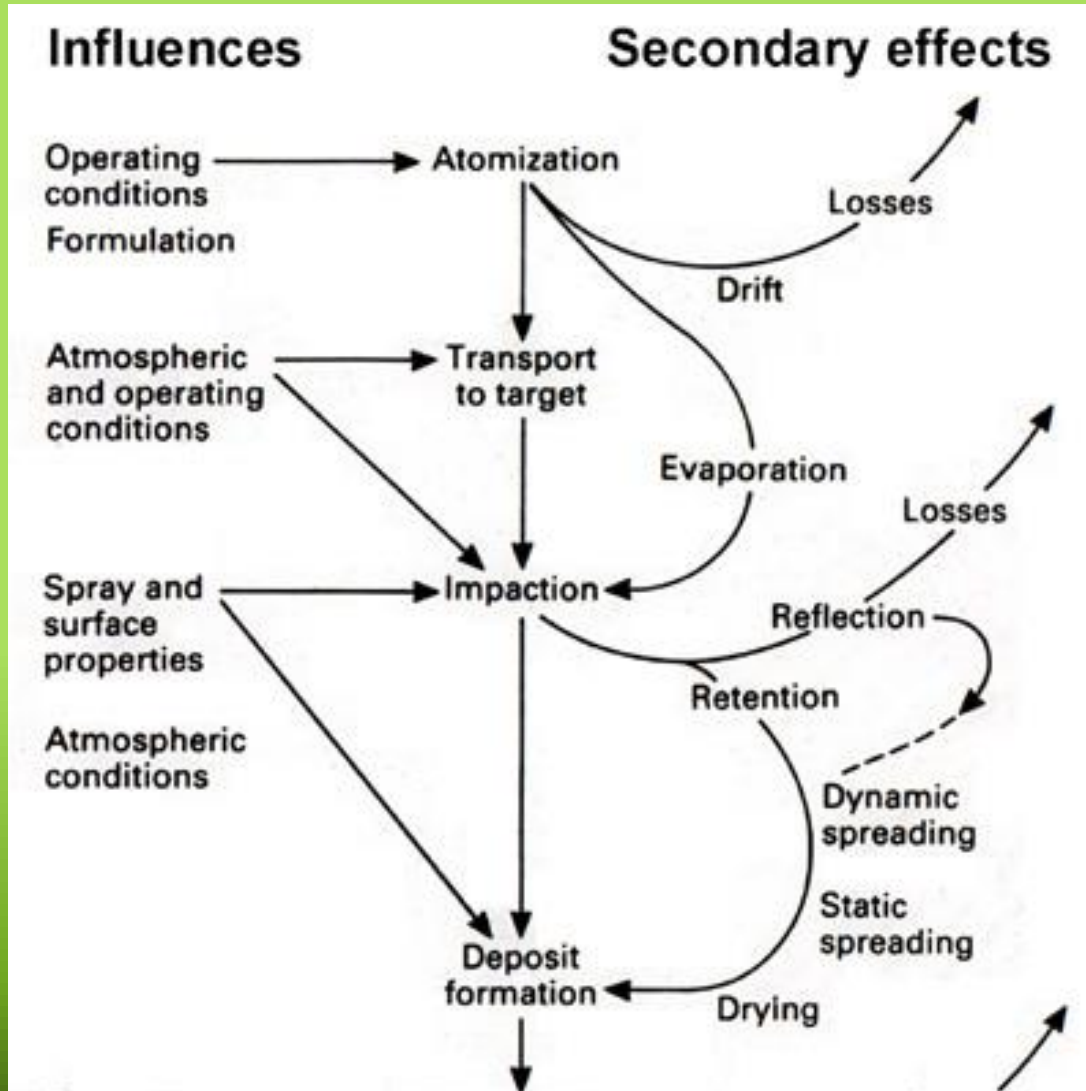 Influences
Secondary effects
Operating
conditions
Formulation
Atomization
Losses
Drift
Atmospheric
and operating
conditions
Transport
to target
Evaporation
Losses
Spray and
surface
properties
Impaction
Reflection
Retention
Atmospheric
conditions
Dynamic
spreading
Static
spreading
Deposit
formation
Drying